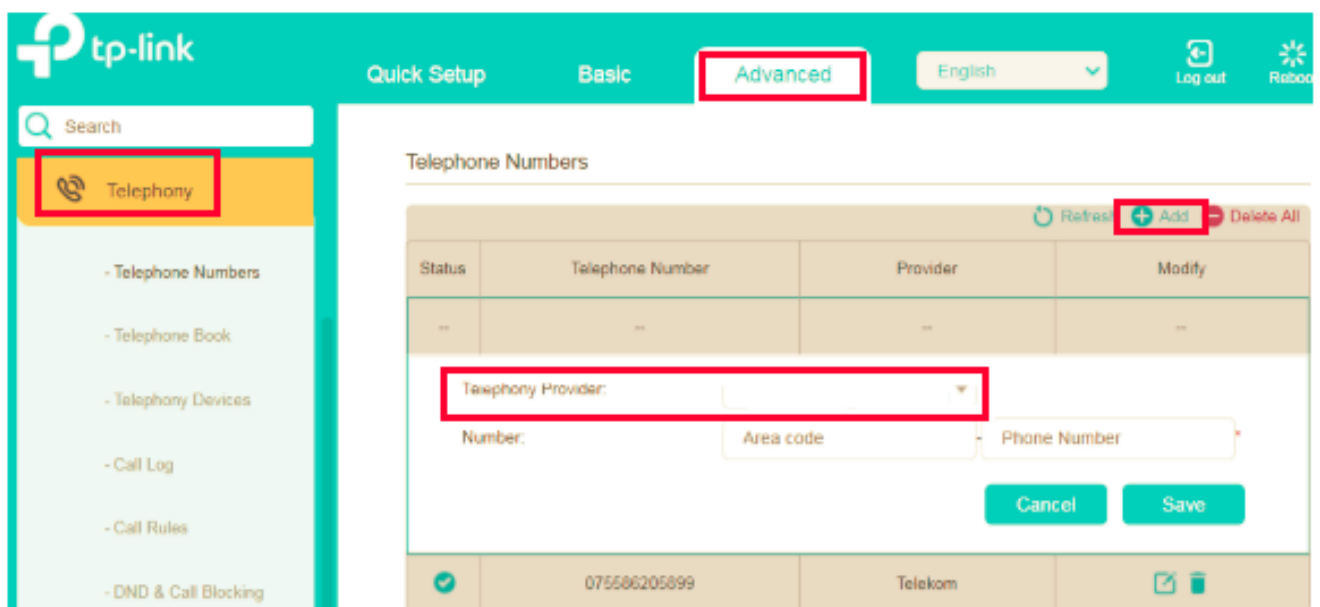 tp-link
Quick Setup Basic Advanced English Log out
Search
Telephony
Telephone Numbers
Refresh Add Delete All
- Telephone Numbers
Status Telephone Number Provider Modify
- Telephone Book
-- -- -- --
Telephony Provider:
- Telephony Devices
Number: Area code - Phone Number *
- Call Log
Cancel Save
- Call Rules
075586205899 Telekom
- DND & Call Blocking